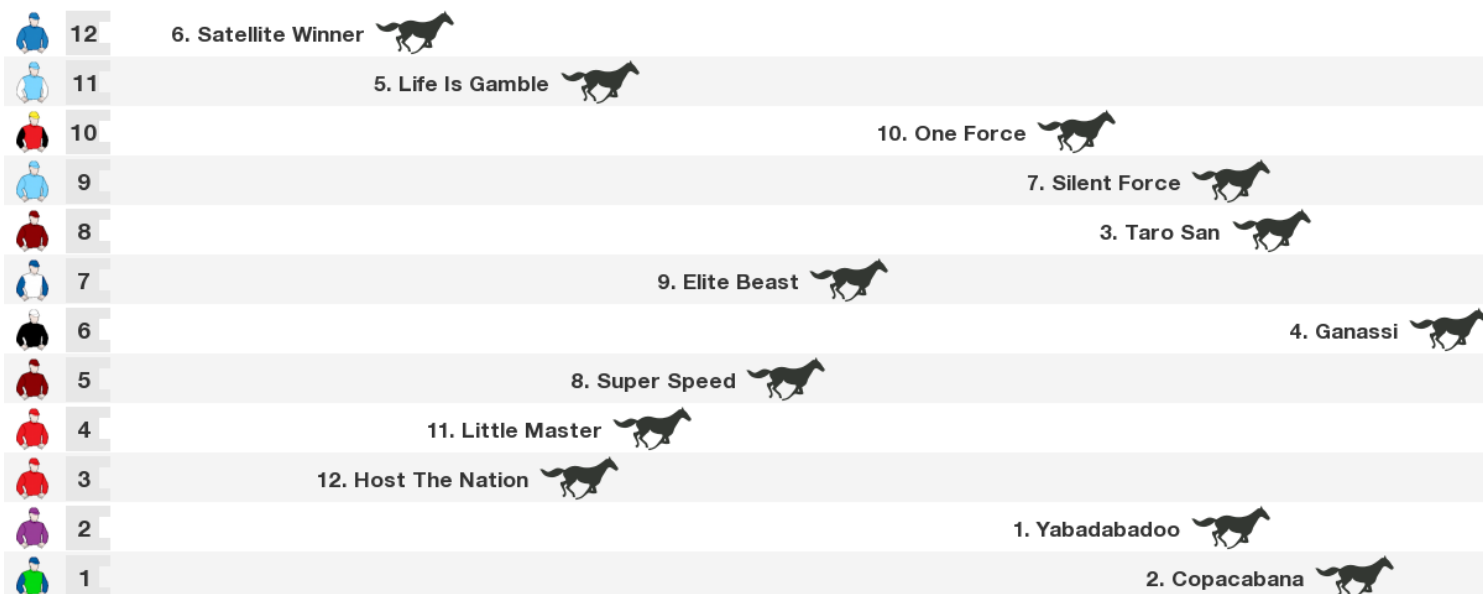 12 6. Satellite Winner
11 5. Life Is Gamble
10 10. One Force
9 7. Silent Force
8 3. Taro San
7 9. Elite Beast
6 4. Ganassi
5 8. Super Speed
4 11. Little Master
3 12. Host The Nation
2 1. Yabadabadoo
1 2. Copacabana